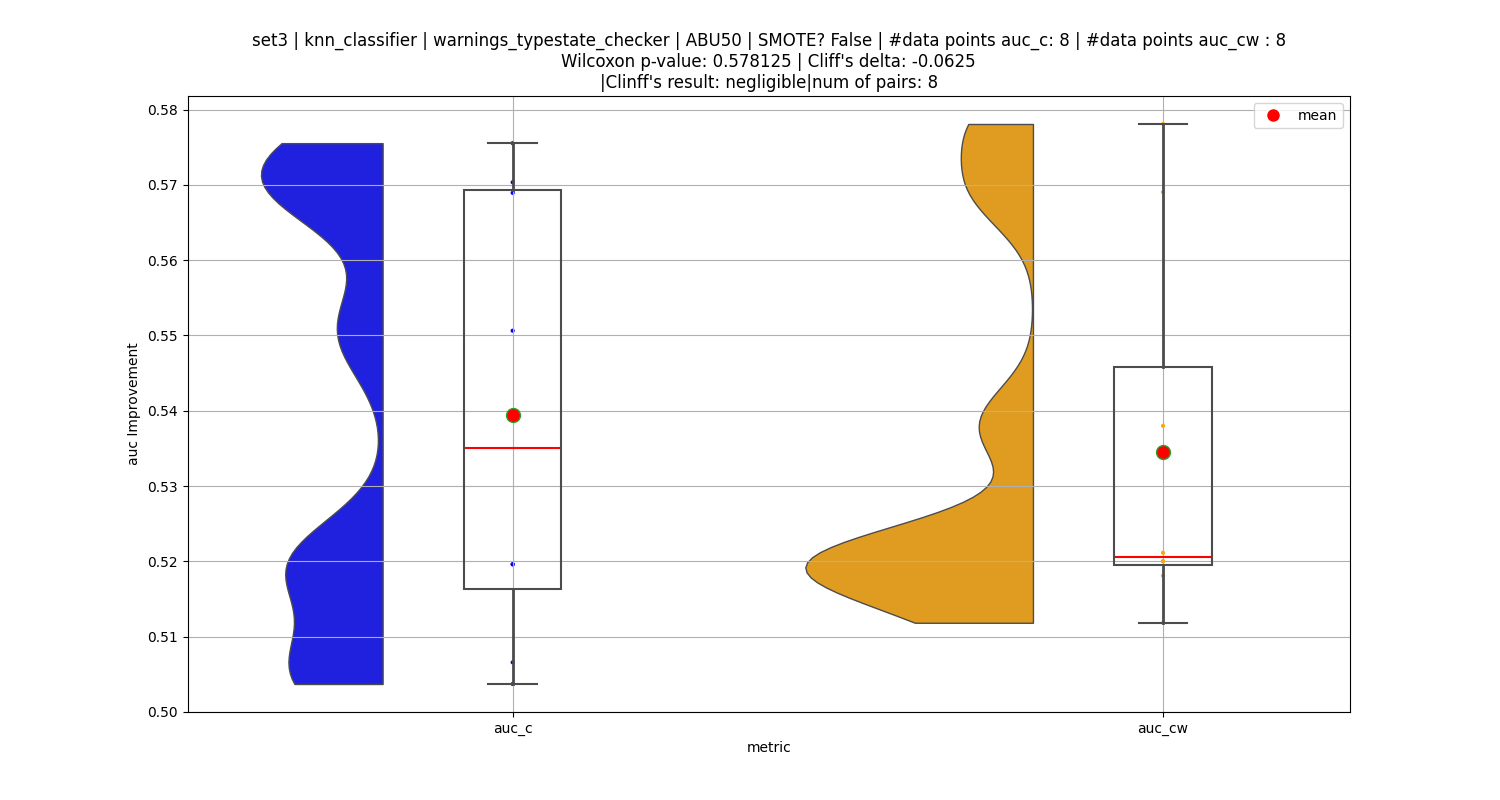 set3 | knn_classifier | warnings_typestate_checker | ABU50 | SMOTE? False | #data points auc_c: 8 | #data points auc_cw : 8
Wilcoxon p-value: 0.578125 | Cliff's delta: -0.0625
|Clinff's result: negligible|num of pairs: 8
mean
0.58
0.57
0.56
0.55
0.54
0.53
0.52
0.51
0.50
auc Improvement
auc_c
auc_cw
metric